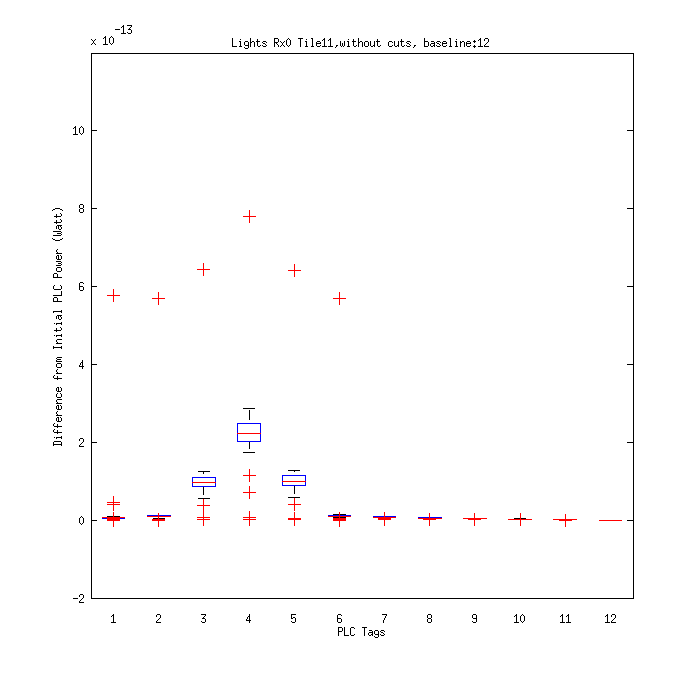 x 10-13
Lights Rx0 Tile11,without cuts, baseline:12
10
8
6
4
2
0
-2
Difference from Initial PLC Power (Watt)
1 2 3 4 5 6 7 8 9 10 11 12
PLC Tags